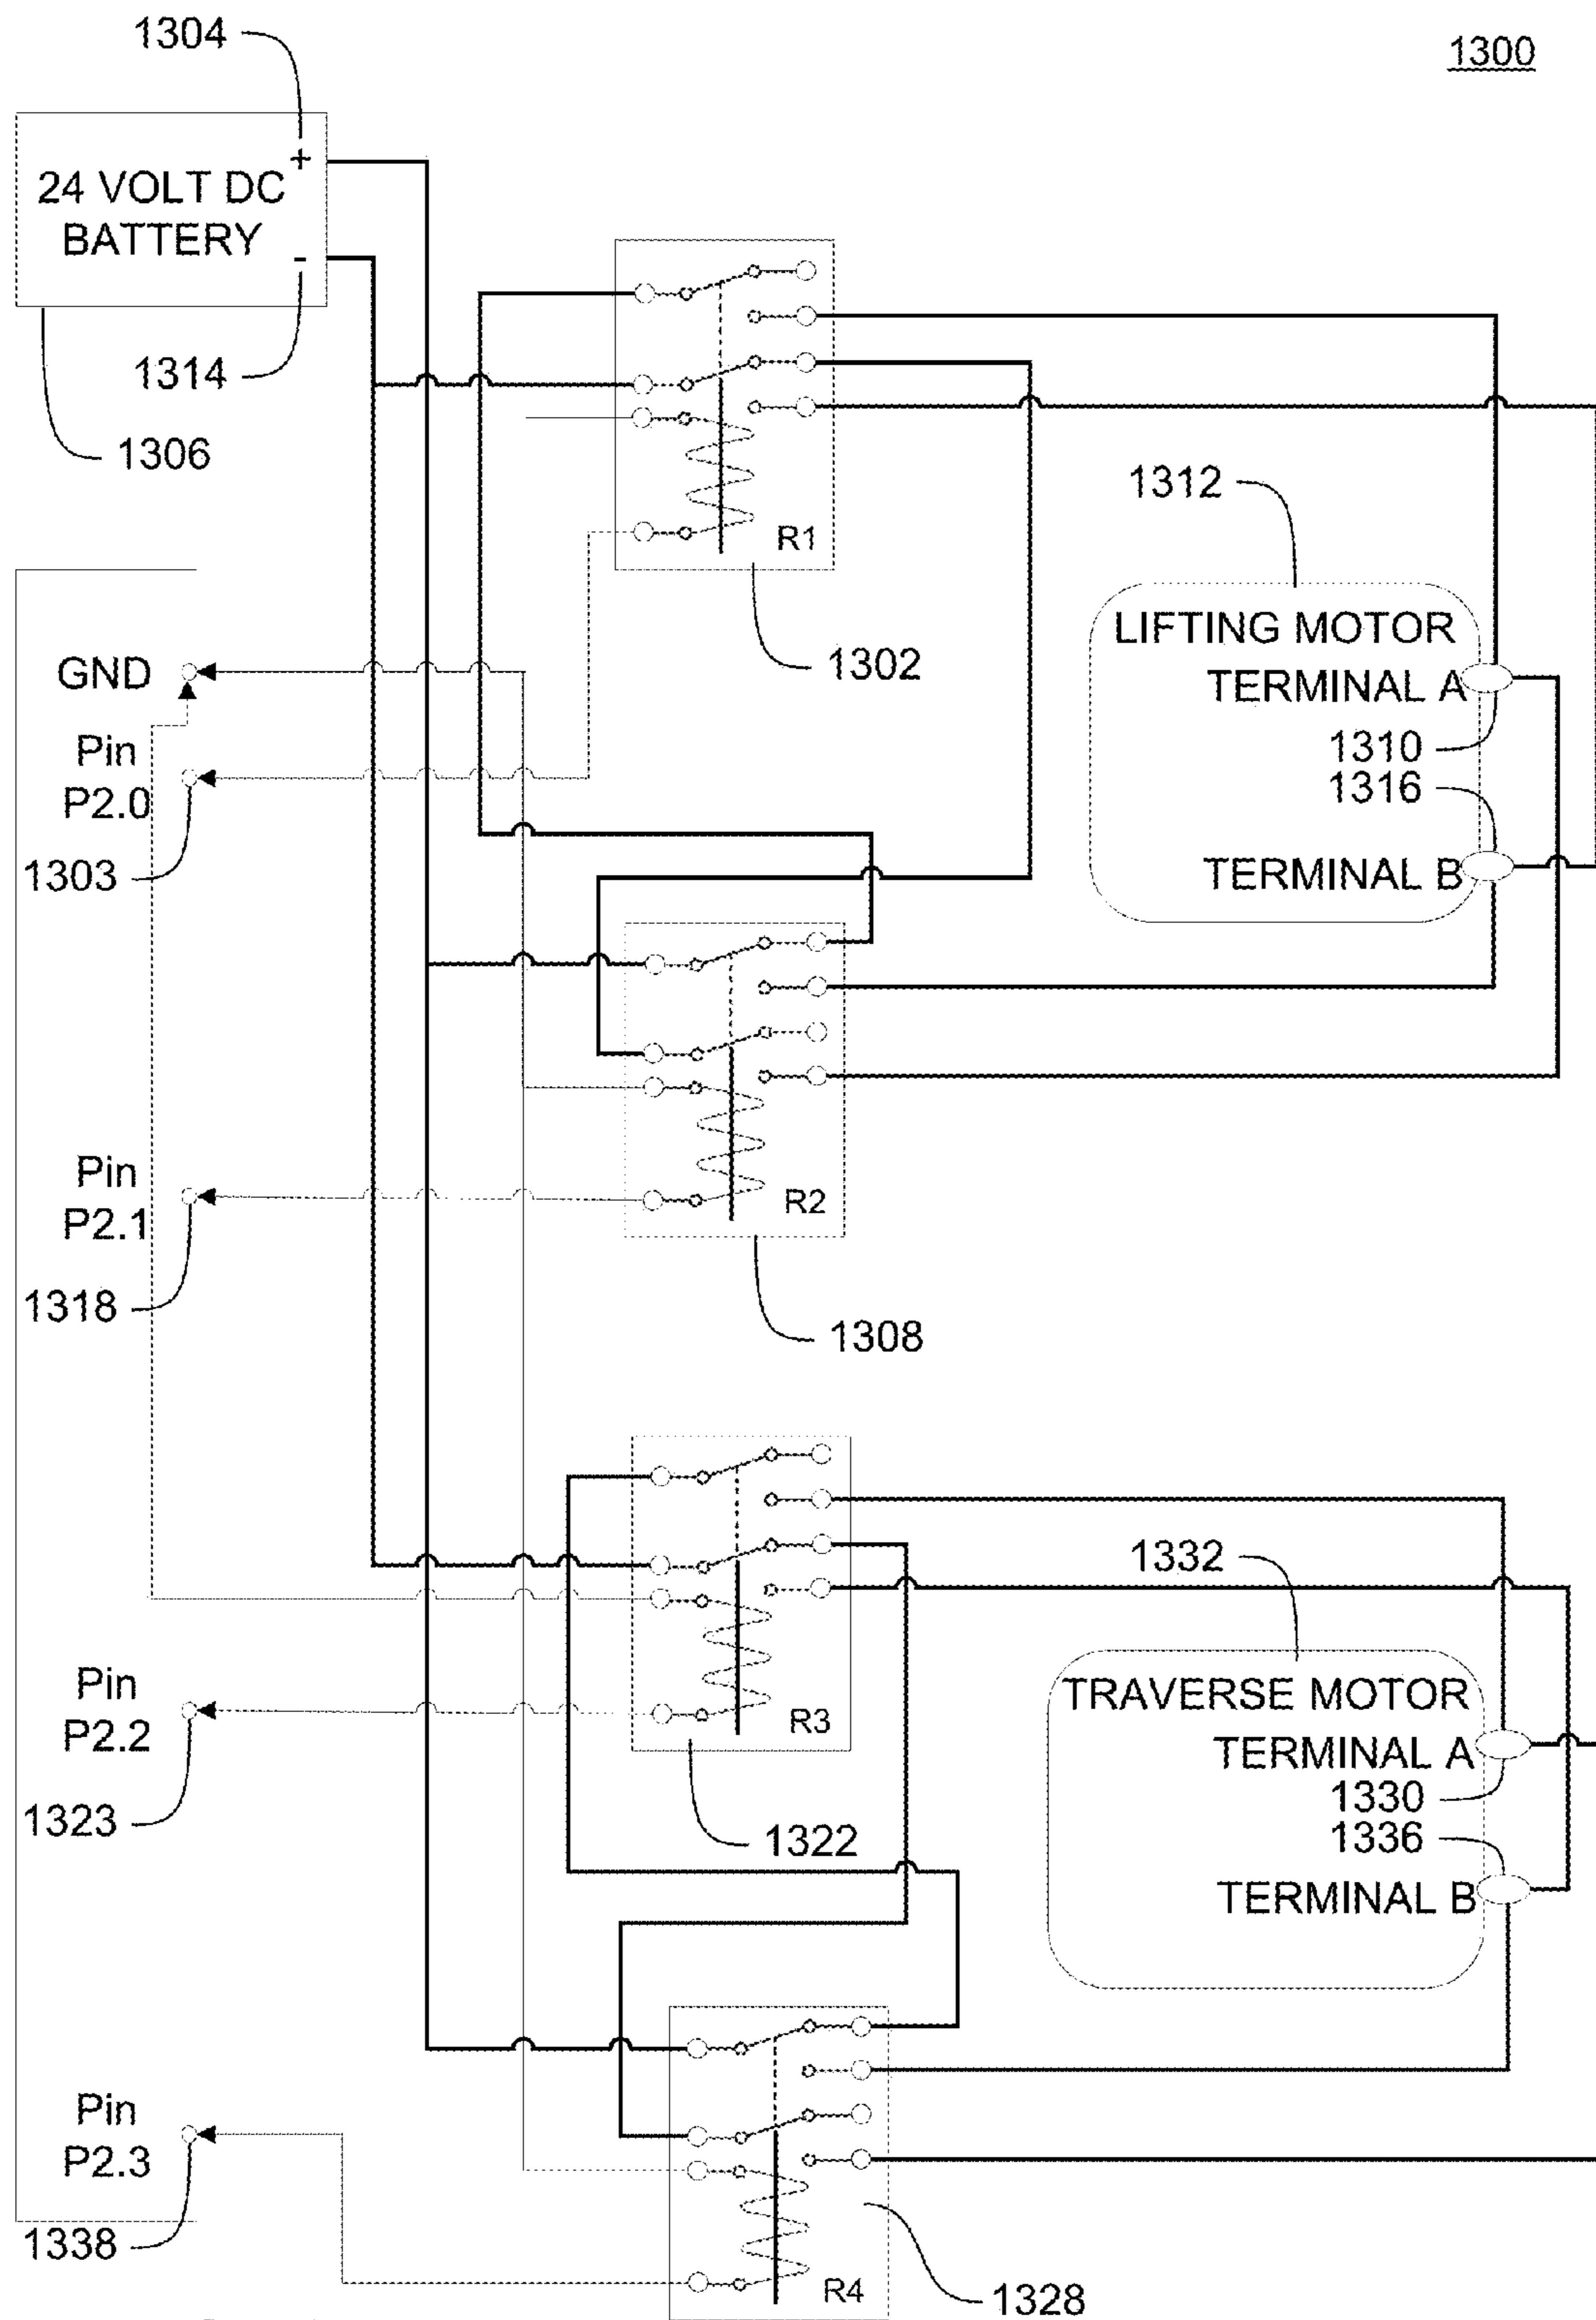 1304
1300
+
24 VOLT DC
BATTERY
-
1314
1306
R1
1302
1312
LIFTING MOTOR
TERMINAL A
1310
1316
TERMINAL B
GND
Pin
P2.0
1303
R2
1308
Pin
P2.1
1318
R3
1322
1332
TRAVERSE MOTOR
TERMINAL A
1330
1336
TERMINAL B
Pin
P2.2
1323
Pin
P2.3
1338
R4
1328